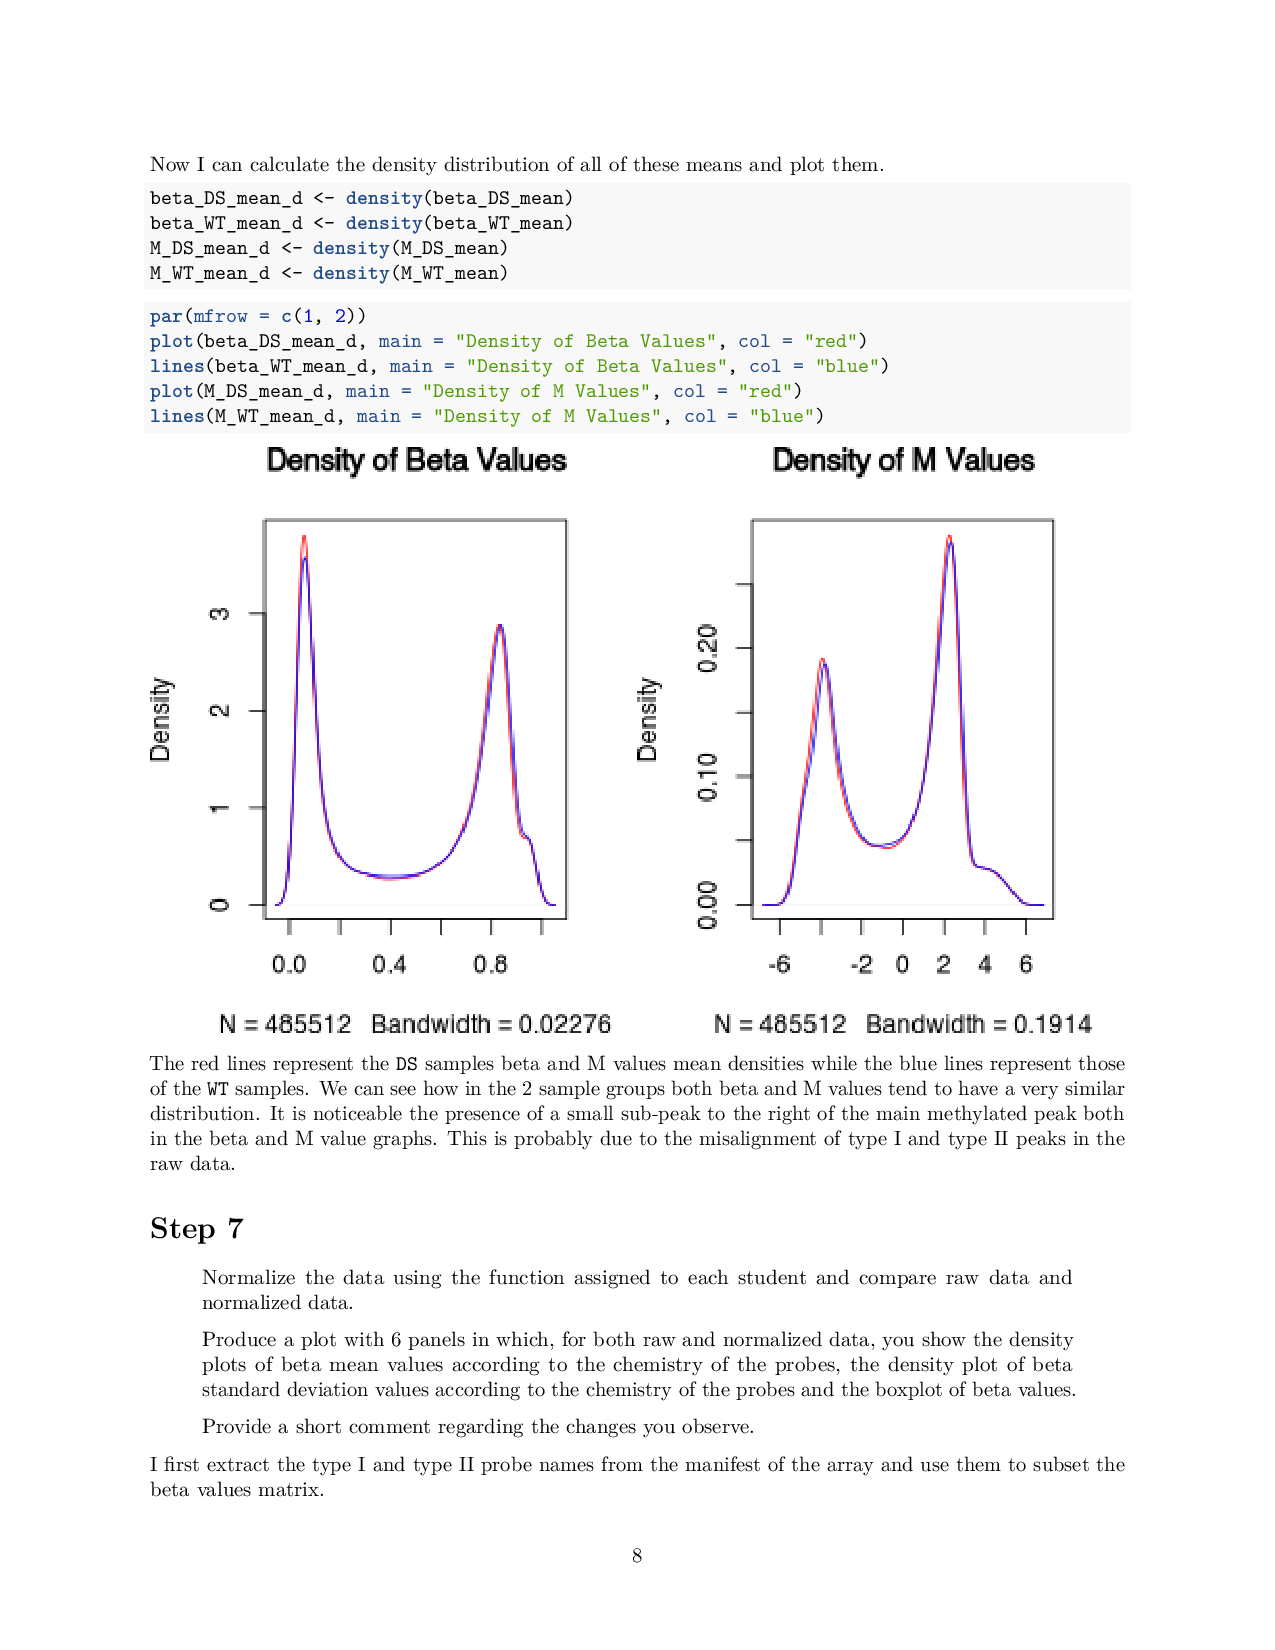 Now I can calculate the density distribution of all of these means and plot them.
beta_DS_mean_d <- density(beta_DS_mean)
beta_WT_mean_d <- density(beta_WT_mean)
M_DS_mean_d <- density(M_DS_mean)
M_WT_mean_d <- density(M_WT_mean)
par(mfrow = c(1, 2))
plot(beta_DS_mean_d, main = "Density of Beta Values", col = "red")
lines(beta_WT_mean_d, main = "Density of Beta Values", col = "blue")
plot(M_DS_mean_d, main = "Density of M Values", col = "red")
lines(M_WT_mean_d, main = "Density of M Values", col = "blue")
Density of Beta Values
Density
3
2
1
0
0.0 0.4 0.8
N = 485512 Bandwidth = 0.02276
Density of M Values
Density
0.20
0.10
0.00
-6 -2 0 2 4 6
N = 485512 Bandwidth = 0.1914
The red lines represent the DS samples beta and M values mean densities while the blue lines represent those
of the WT samples. We can see how in the 2 sample groups both beta and M values tend to have a very similar
distribution. It is noticeable the presence of a small sub-peak to the right of the main methylated peak both
in the beta and M value graphs. This is probably due to the misalignment of type I and type II peaks in the
raw data.
Step 7
Normalize the data using the function assigned to each student and compare raw data and
normalized data.
Produce a plot with 6 panels in which, for both raw and normalized data, you show the density
plots of beta mean values according to the chemistry of the probes, the density plot of beta
standard deviation values according to the chemistry of the probes and the boxplot of beta values.
Provide a short comment regarding the changes you observe.
I first extract the type I and type II probe names from the manifest of the array and use them to subset the
beta values matrix.
8